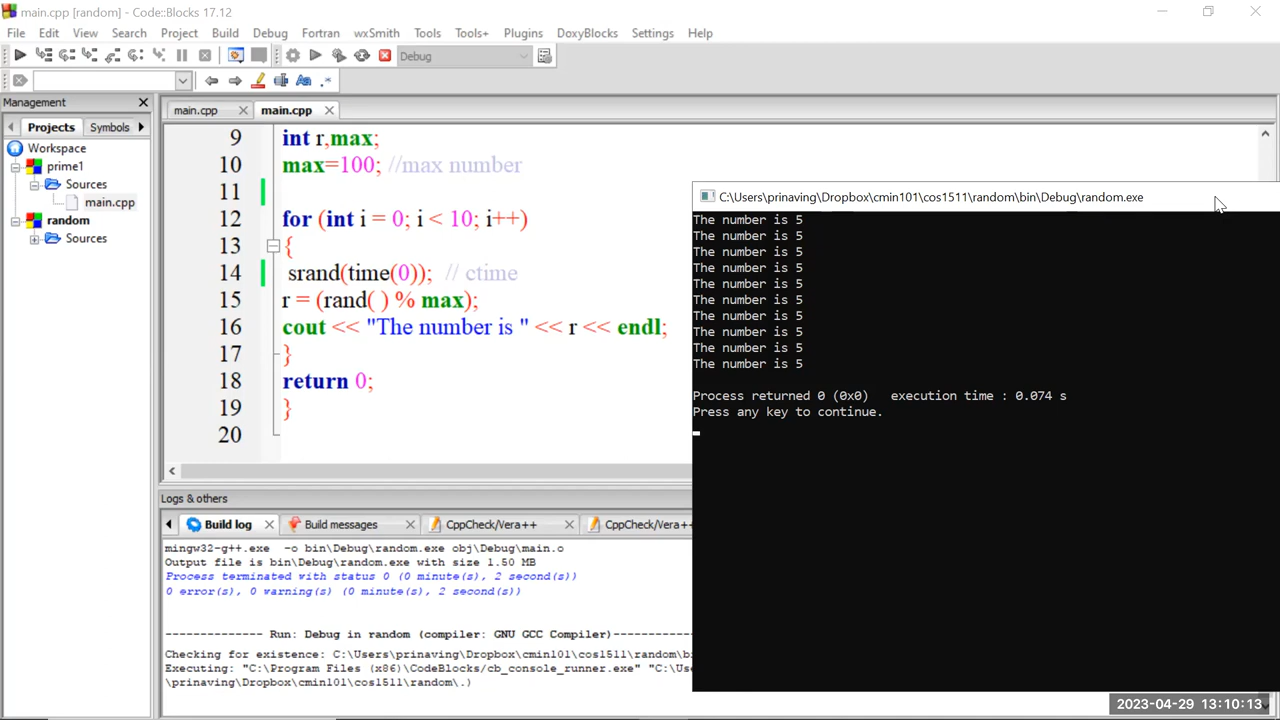 main.cpp [random] - Code::Blocks 17.12
File Edit View Search Project Build Debug Fortran wxSmith Tools Tools+ Plugins DoxyBlocks Settings Help
Debug
Management
Projects Symbols
Workspace
prime1
Sources
main.cpp
random
Sources
main.cpp main.cpp
9 int r,max;
10 max=100; //max number
11
12 for (int i = 0; i < 10; i++)
13 {
14 srand(time(0)); // ctime
15 r = (rand( ) % max);
16 cout << "The number is " << r << endl;
17 }
18 return 0;
19 }
20
C:\Users\prinaving\Dropbox\cmin101\cos1511\random\bin\Debug\random.exe
The number is 5
The number is 5
The number is 5
The number is 5
The number is 5
The number is 5
The number is 5
The number is 5
The number is 5
The number is 5
Process returned 0 (0x0)   execution time : 0.074 s
Press any key to continue.
Logs & others
Build log Build messages CppCheck/Vera++ CppCheck/Vera++
mingw32-g++.exe  -o bin\Debug\random.exe obj\Debug\main.o
Output file is bin\Debug\random.exe with size 1.50 MB
Process terminated with status 0 (0 minute(s), 2 second(s))
0 error(s), 0 warning(s) (0 minute(s), 2 second(s))
-------------- Run: Debug in random (compiler: GNU GCC Compiler)---------------
Checking for existence: C:\Users\prinaving\Dropbox\cmin101\cos1511\random\b
Executing: "C:\Program Files (x86)\CodeBlocks/cb_console_runner.exe" "C:\Use
\prinaving\Dropbox\cmin101\cos1511\random\.)
2023-04-29 13:10:13